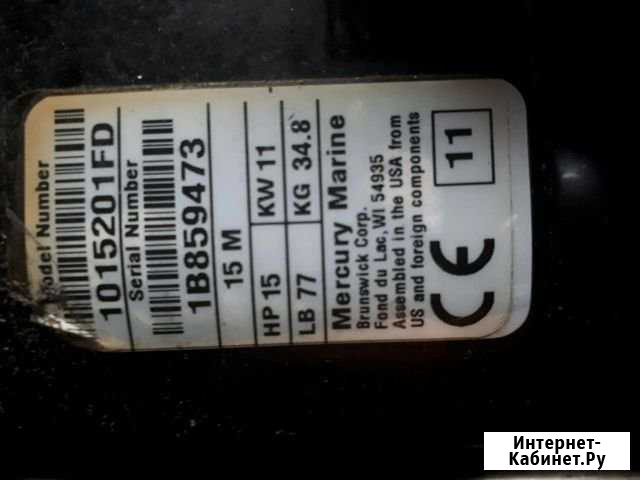 Model Number
1015201FD
Serial Number
1B859473
15 M
HP 15 KW 11
LB 77 KG 34.8
Mercury Marine
Brunswick Corp.
Fond du Lac, WI 54935
Assembled in the USA from
US and foreign components
CE 11
Интернет-
Кабинет.Ру